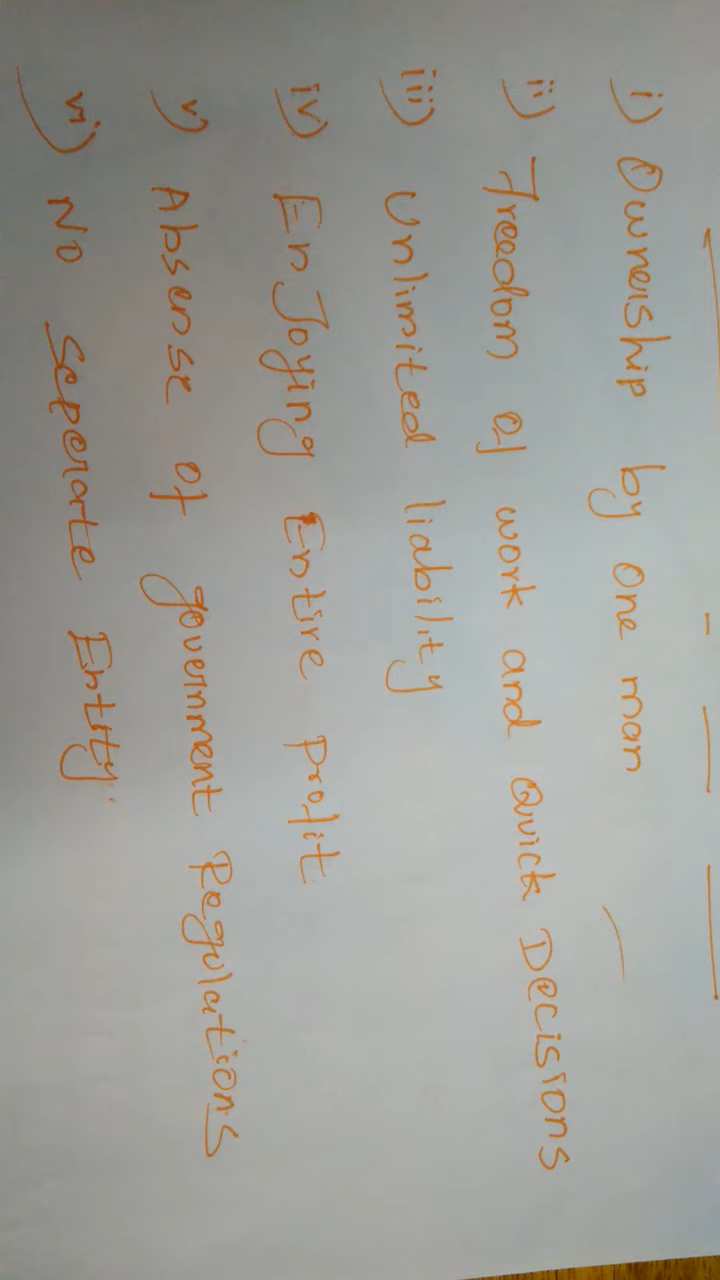 i) Ownership by one man
ii) Freedom of work and Quick Decisions
iii) Unlimited liability
iv) EnJoying Entire profit.
v) Absense of government Regulations
vi) No seperate Entity.